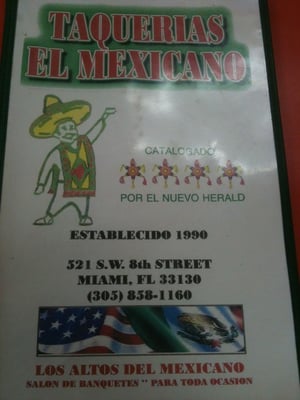 TAQUERIAS
EL MEXICANO
CATALOGADO
POR EL NUEVO HERALD
ESTABLECIDO 1990
521 S.W. 8th STREET
MIAMI, FL 33130
(305) 858-1160
LOS ALTOS DEL MEXICANO
SALON DE BANQUETES " PARA TODA OCASION